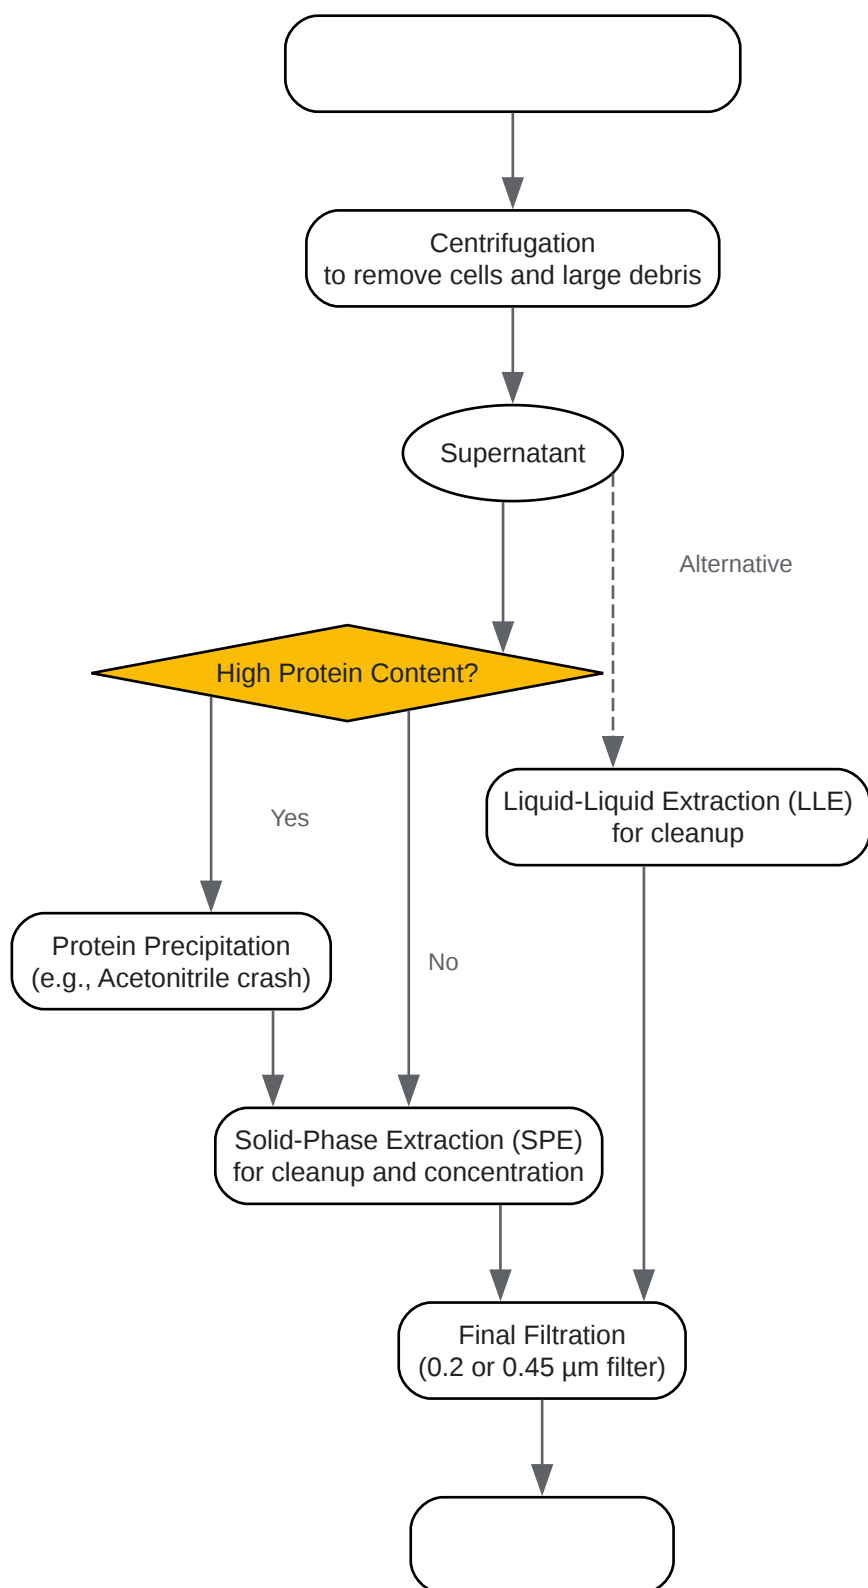 Centrifugation
to remove cells and large debris
Supernatant
Alternative
High Protein Content?
Liquid-Liquid Extraction (LLE)
for cleanup
Yes
Protein Precipitation
(e.g., Acetonitrile crash)
No
Solid-Phase Extraction (SPE)
for cleanup and concentration
Final Filtration
(0.2 or 0.45 µm filter)